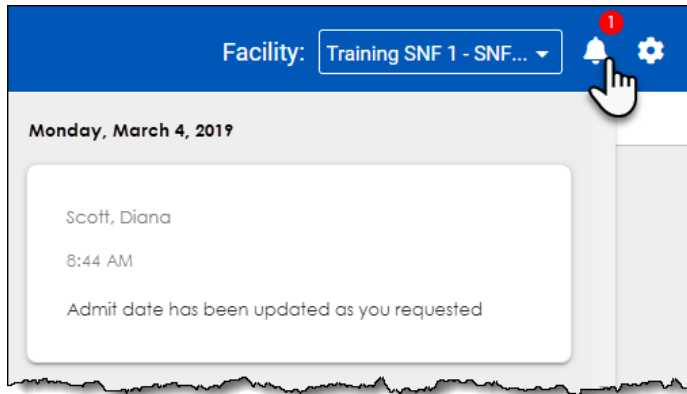 1
Facility: Training SNF 1 - SNF...
Monday, March 4, 2019
Scott, Diana
8:44 AM
Admit date has been updated as you requested